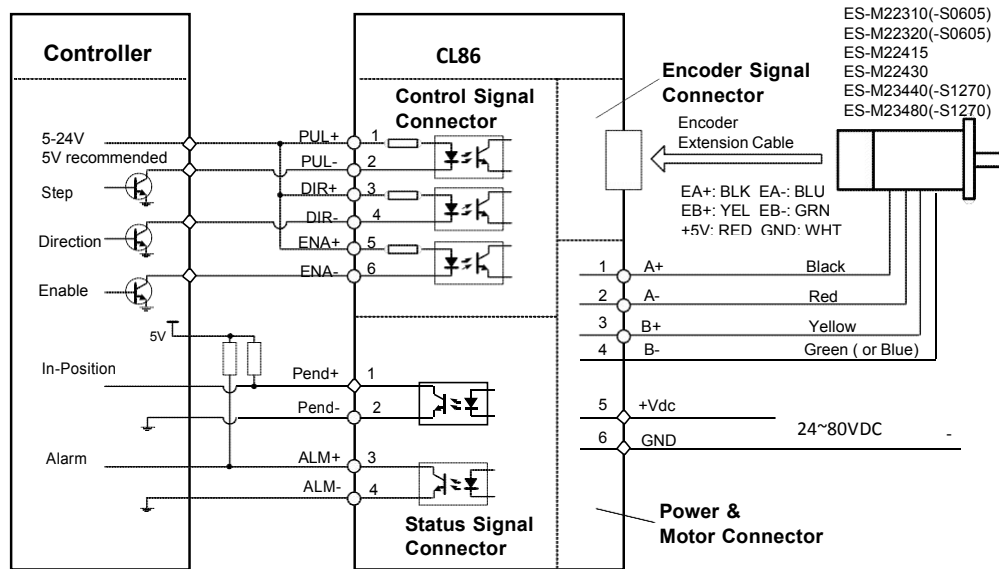 Controller
5-24V
5V recommended
Step
Direction
Enable
5V
In-Position
Alarm
CL86
Control Signal
Connector
PUL+ 1
PUL- 2
DIR+ 3
DIR- 4
ENA+ 5
ENA- 6
Pend+ 1
Pend- 2
ALM+ 3
ALM- 4
Status Signal
Connector
Encoder Signal
Connector
Encoder
Extension Cable
EA+: BLK EA-: BLU
EB+: YEL EB-: GRN
+5V: RED GND: WHT
ES-M22310(-S0605)
ES-M22320(-S0605)
ES-M22415
ES-M22430
ES-M23440(-S1270)
ES-M23480(-S1270)
1 A+ Black
2 A- Red
3 B+ Yellow
4 B- Green ( or Blue)
5 +Vdc
24~80VDC -
6 GND
Power &
Motor Connector